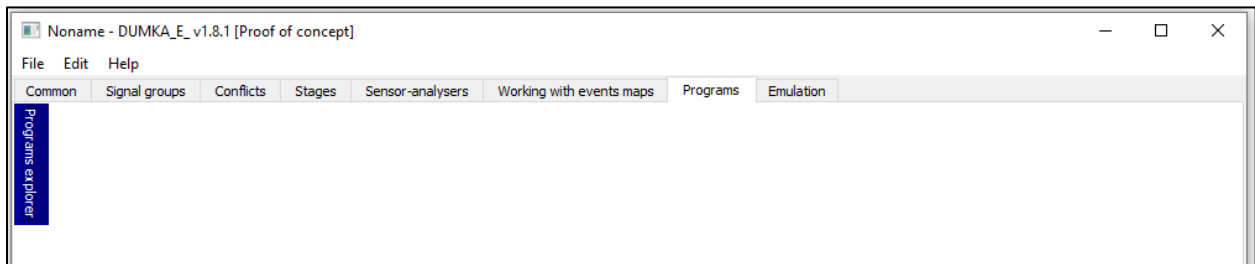 Noname - DUMKA_E_ v1.8.1 [Proof of concept]
File Edit Help
Common Signal groups Conflicts Stages Sensor-analysers Working with events maps Programs Emulation
Programs explorer